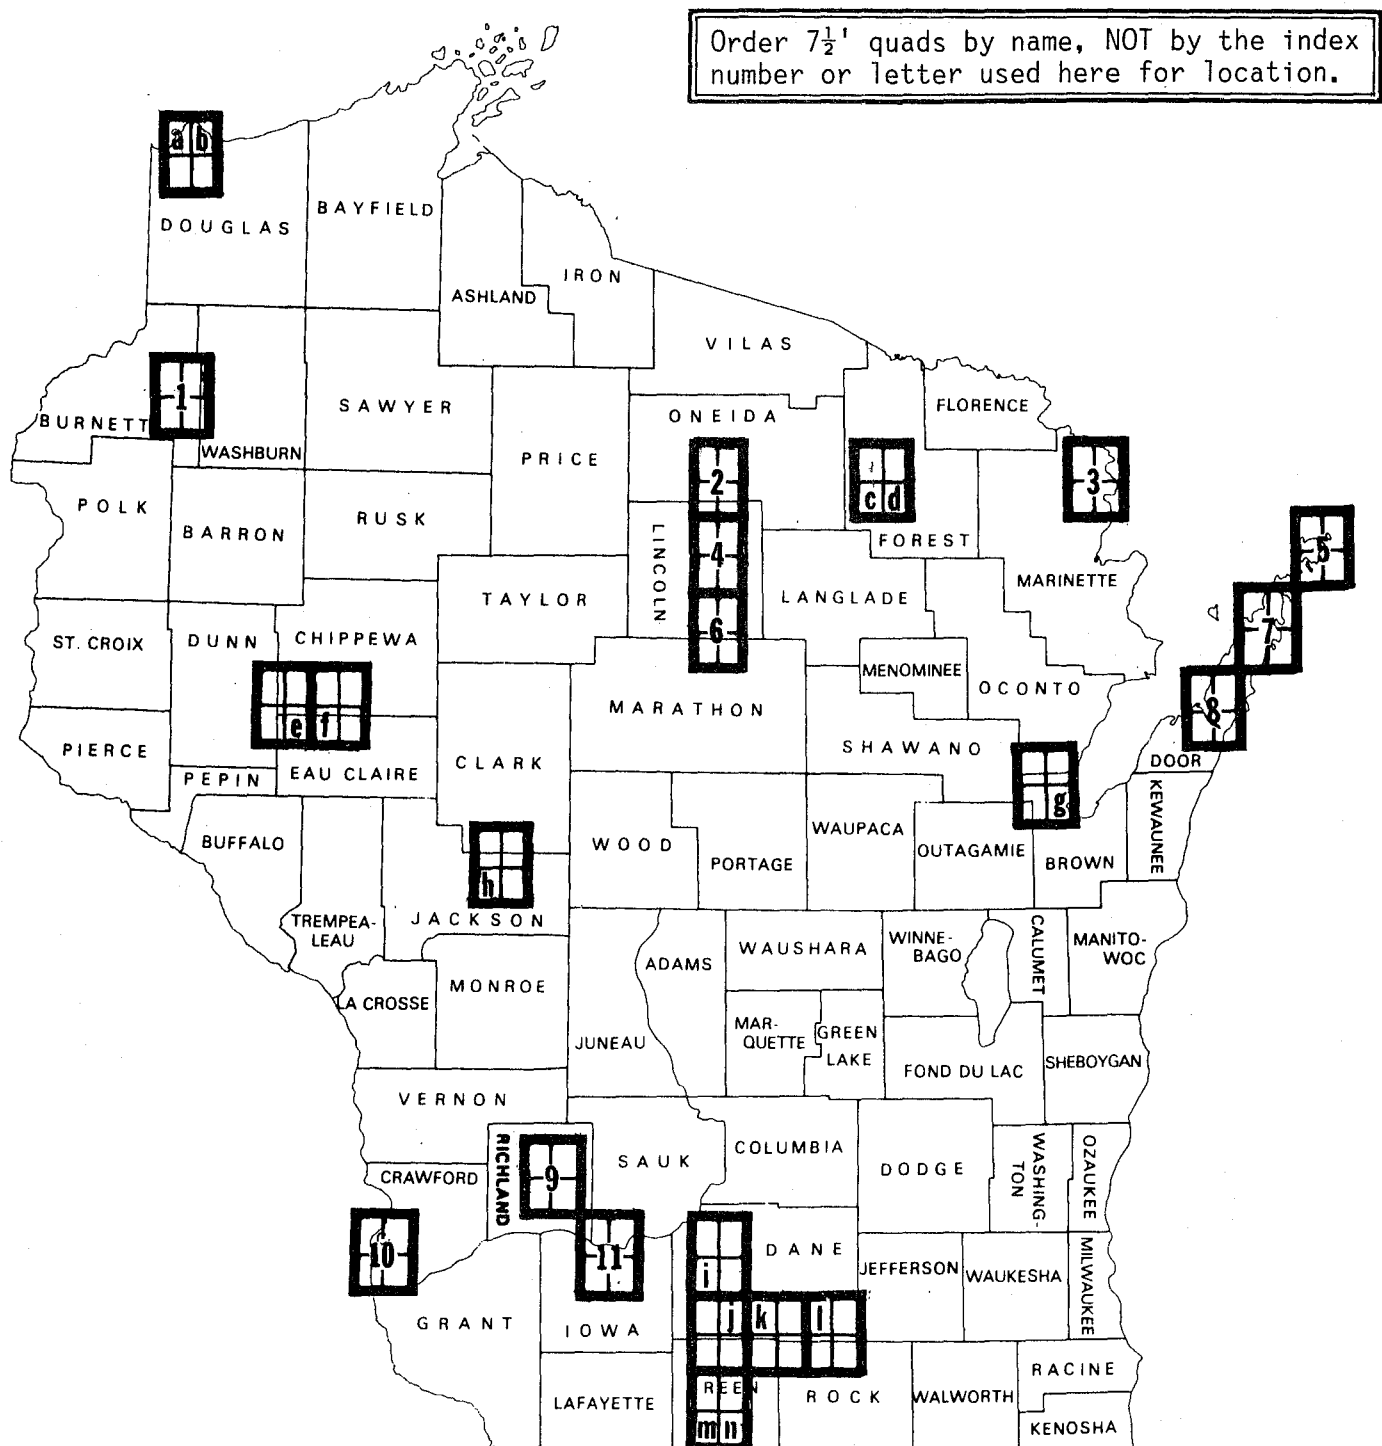 Order 7½' quads by name, NOT by the index
number or letter used here for location.
a b
DOUGLAS
BAYFIELD
ASHLAND
IRON
VILAS
1
BURNETT
WASHBURN
SAWYER
PRICE
ONEIDA
FLORENCE
2
c d
3
POLK
BARRON
RUSK
LINCOLN
4
FOREST
5
MARINETTE
TAYLOR
LANGLADE
6
7
ST. CROIX
DUNN
CHIPPEWA
MENOMINEE
OCONTO
e f
MARATHON
8
PIERCE
PEPIN
EAU CLAIRE
CLARK
SHAWANO
DOOR
g
KEWAUNEE
BUFFALO
WOOD
PORTAGE
WAUPACA
OUTAGAMIE
BROWN
h
TREMPEA-
LEAU
JACKSON
ADAMS
WAUSHARA
WINNE-
BAGO
CALUMET
MANITO-
WOC
LA CROSSE
MONROE
JUNEAU
MAR-
QUETTE
GREEN
LAKE
FOND DU LAC
SHEBOYGAN
VERNON
RICHLAND
9
SAUK
COLUMBIA
DODGE
WASHING-
TON
OZAUKEE
CRAWFORD
10
11
i
DANE
JEFFERSON
WAUKESHA
MILWAUKEE
GRANT
IOWA
j k l
LAFAYETTE
REEN
ROCK
WALWORTH
RACINE
m n
KENOSHA